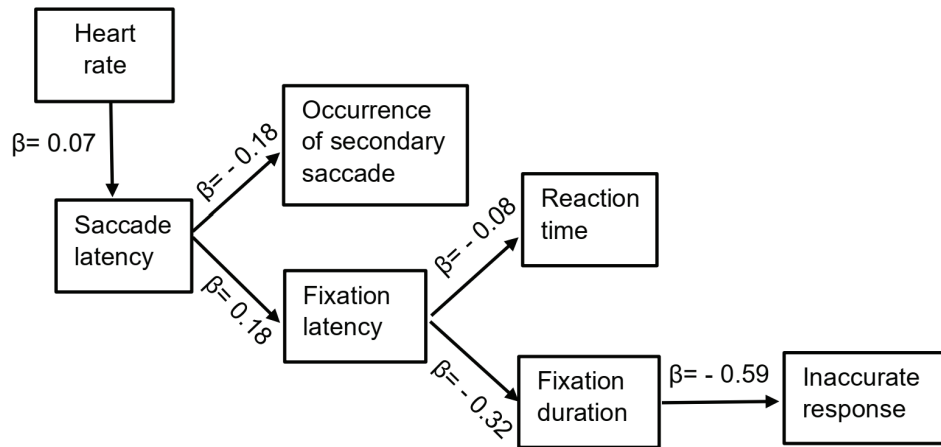 Heart
rate
β= 0.07
Saccade
latency
β= - 0.18
Occurrence
of secondary
saccade
β= 0.18
Fixation
latency
β= - 0.08
Reaction
time
β= - 0.32
Fixation
duration
β= - 0.59
Inaccurate
response